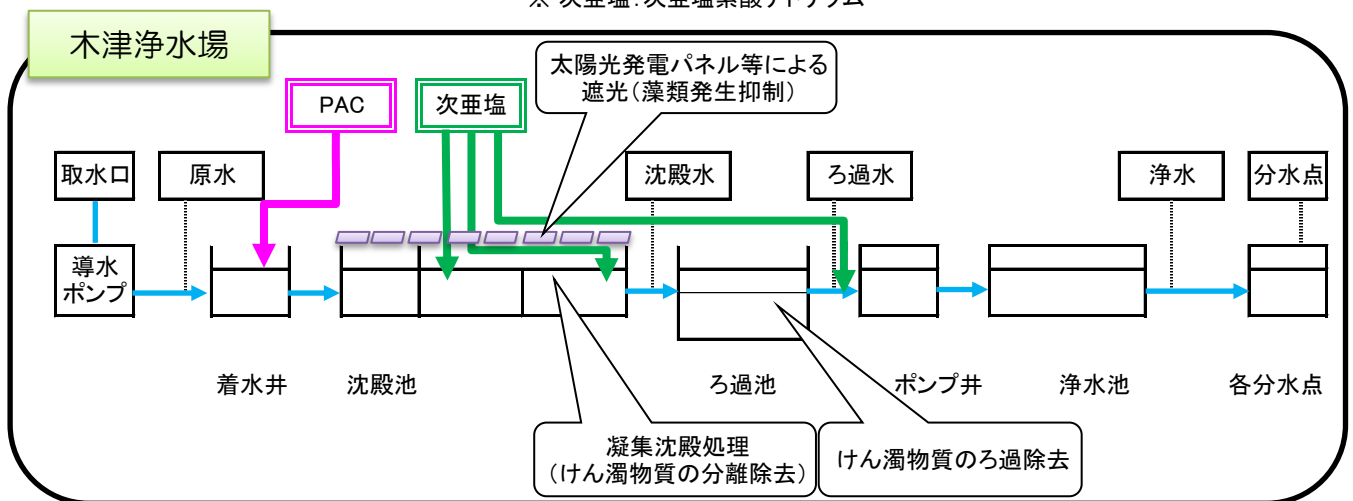 ※ 次亜塩:次亜塩素酸ナトリウム
木津浄水場
太陽光発電パネル等による
遮光(藻類発生抑制)
PAC
次亜塩
取水口
原水
沈殿水
ろ過水
浄水
分水点
導水
ポンプ
着水井
沈殿池
ろ過池
ポンプ井
浄水池
各分水点
凝集沈殿処理
(けん濁物質の分離除去)
けん濁物質のろ過除去